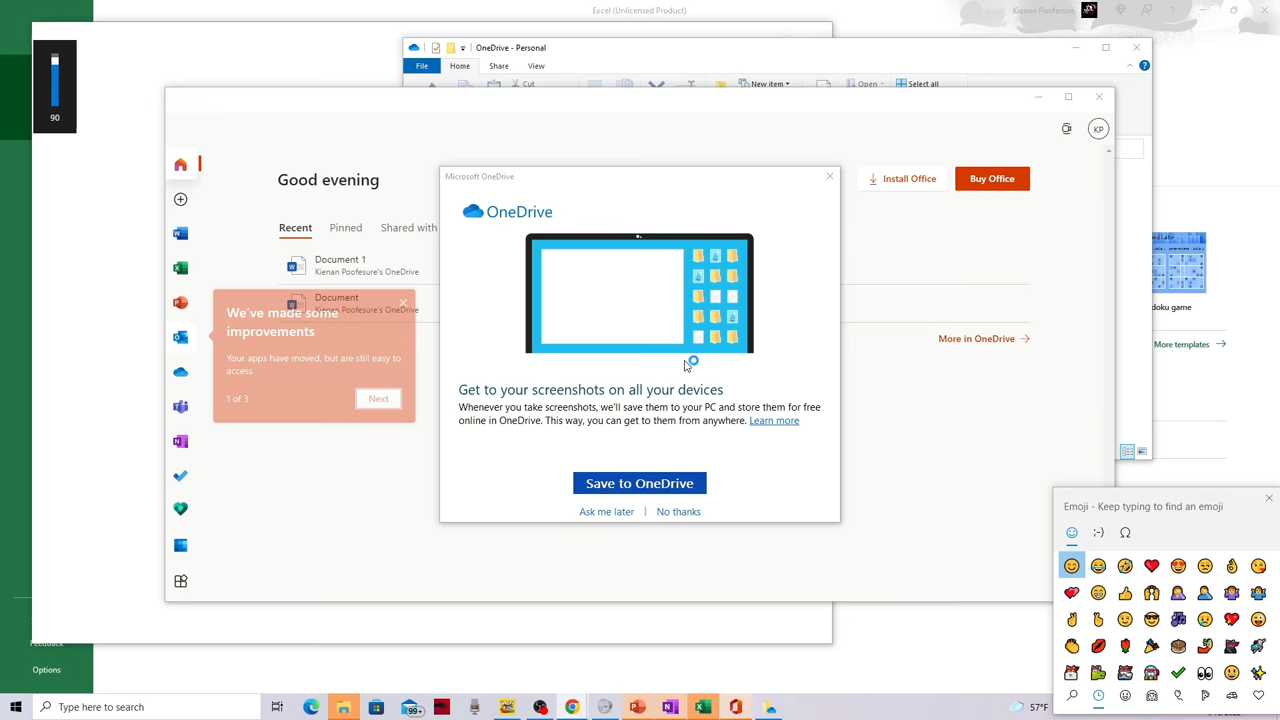 Excel (Unlicensed Product)
Kienan Poofesure
OneDrive - Personal
File
Home
Share
View
Cut
New item
Open
Select all
90
KP
Good evening
Install Office
Buy Office
Recent
Pinned
Shared with
Document 1
Kienan Poofesure's OneDrive
Document
Kienan Poofesure's OneDrive
We've made some
improvements
Your apps have moved, but are still easy to
access
1 of 3
Next
More in OneDrive
Microsoft OneDrive
OneDrive
Get to your screenshots on all your devices
Whenever you take screenshots, we'll save them to your PC and store them for free
online in OneDrive. This way, you can get to them from anywhere. Learn more
Save to OneDrive
Ask me later
No thanks
doku game
More templates
Emoji - Keep typing to find an emoji
Feedback
Options
Type here to search
99+
57°F